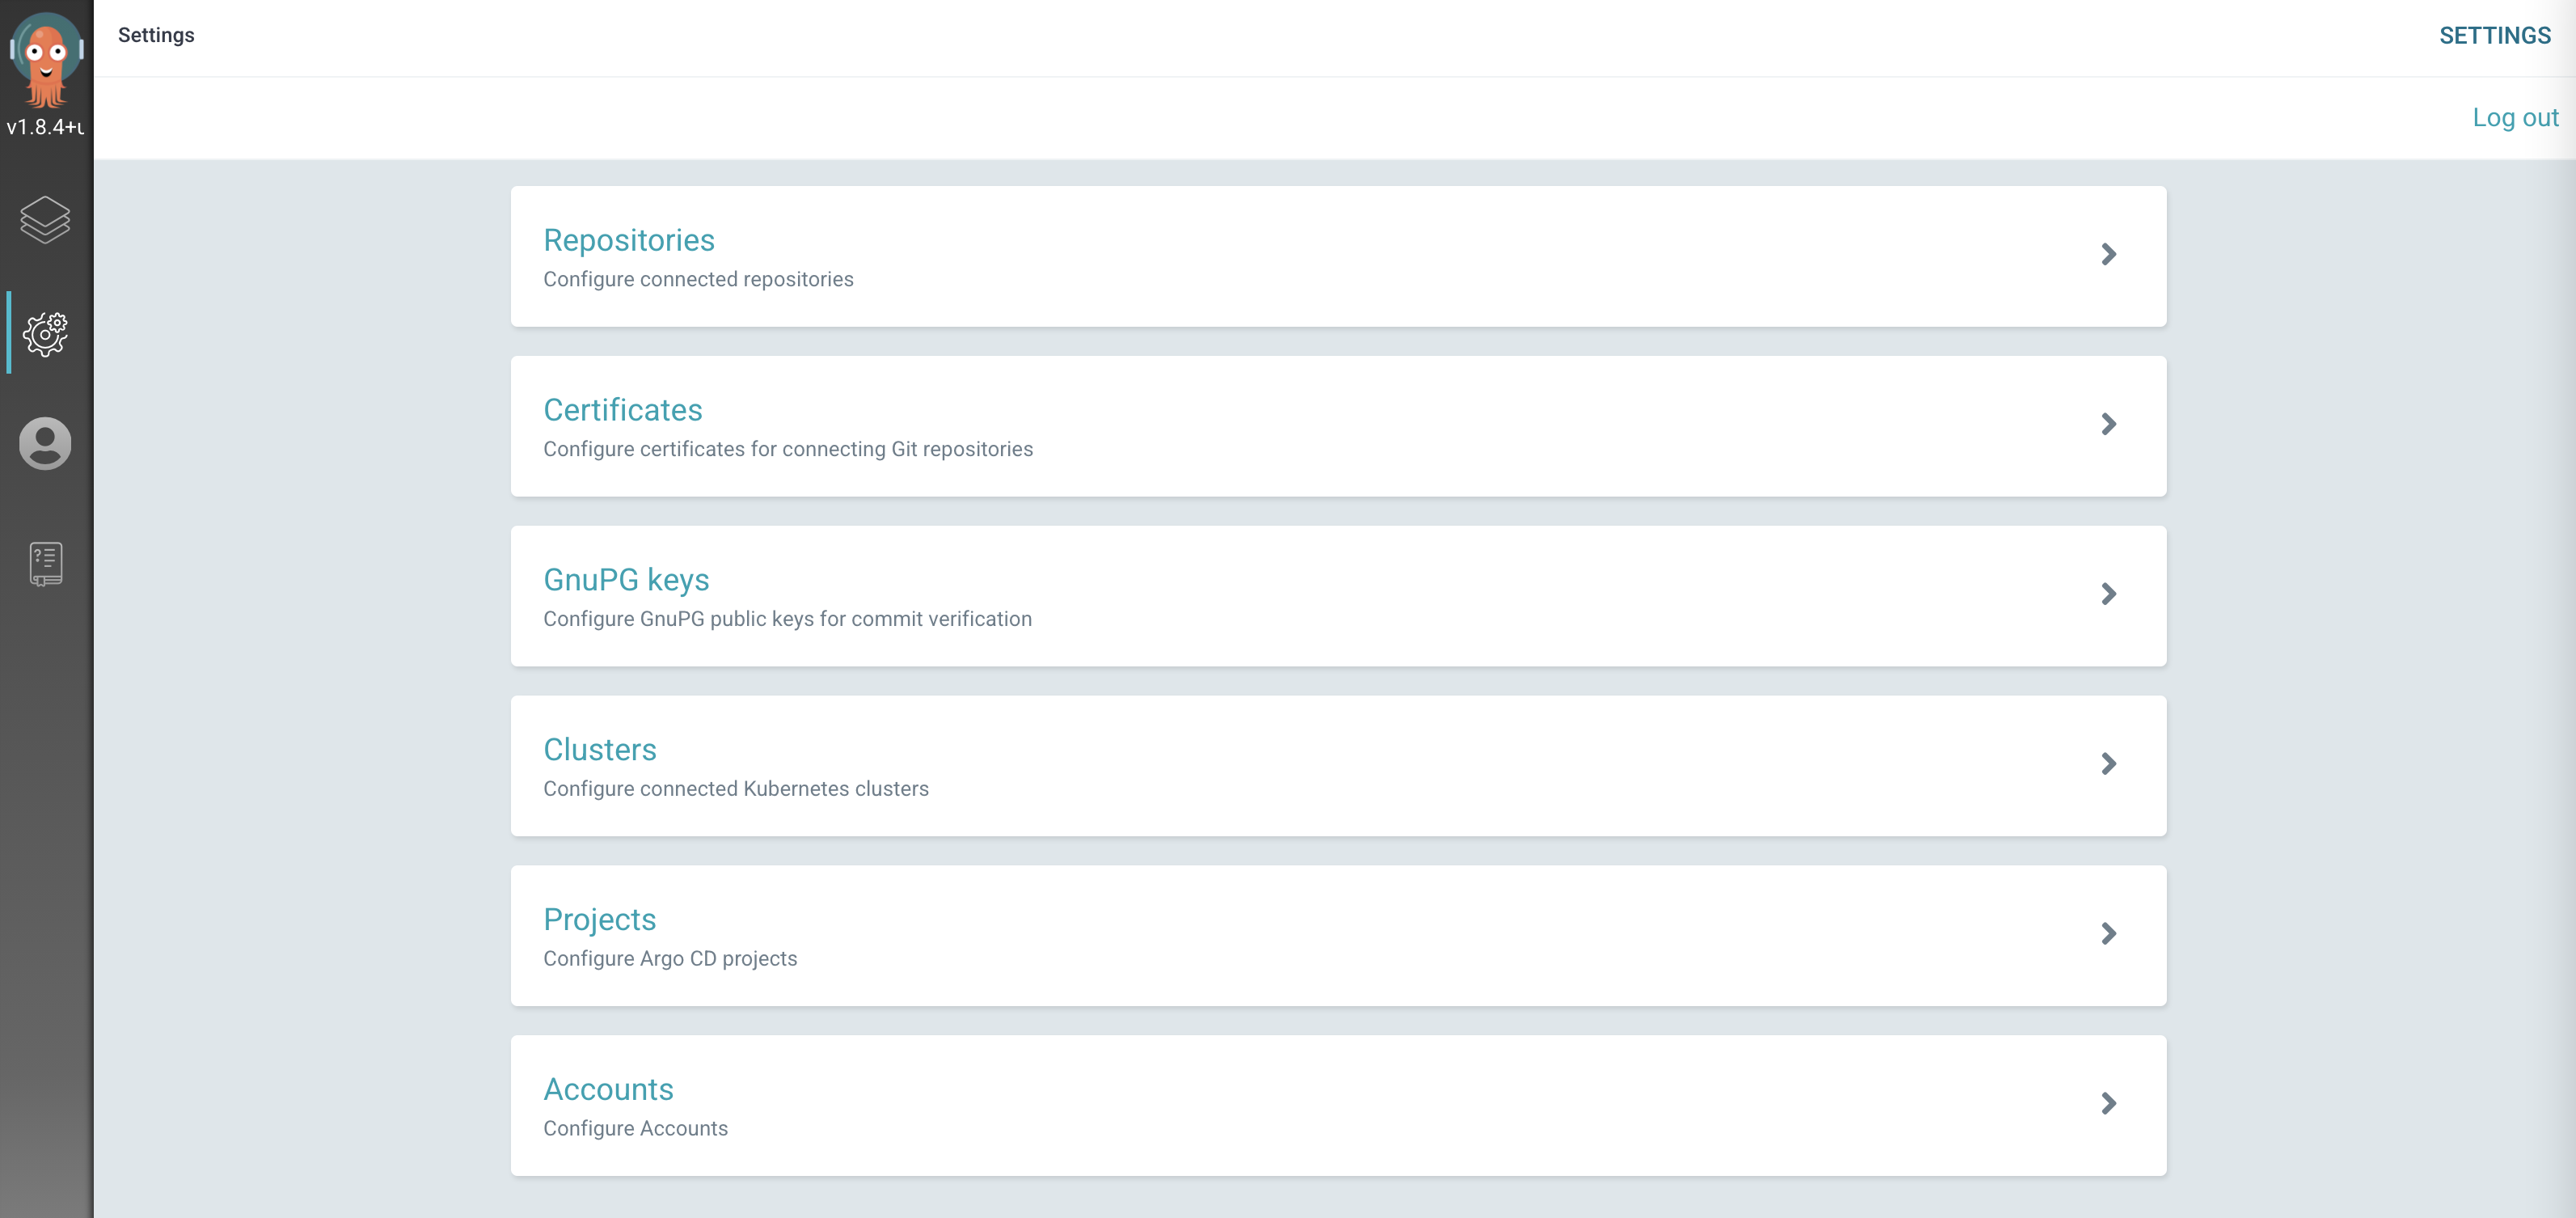 Settings
SETTINGS
v1.8.4+u
Log out
Repositories
Configure connected repositories
Certificates
Configure certificates for connecting Git repositories
GnuPG keys
Configure GnuPG public keys for commit verification
Clusters
Configure connected Kubernetes clusters
Projects
Configure Argo CD projects
Accounts
Configure Accounts